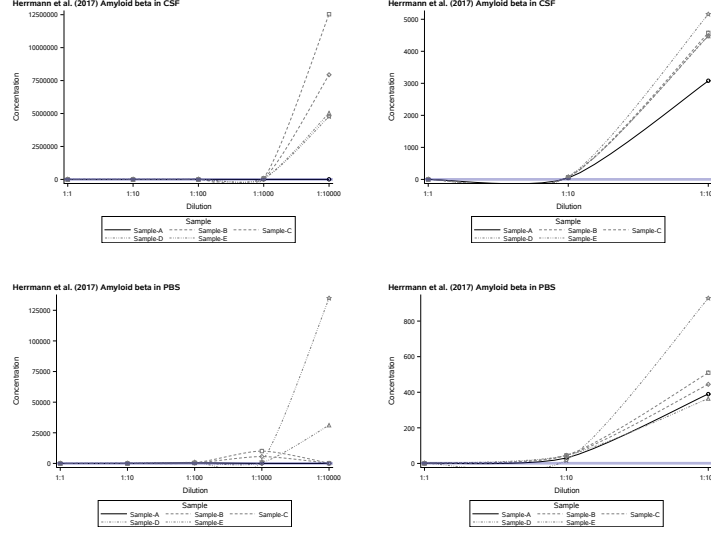 Herrmann et al. (2017) Amyloid beta in CSF
12500000
10000000
7500000
5000000
2500000
0
Concentration
1:1 1:10 1:100 1:1000 1:10000
Dilution
Sample
Sample-A Sample-B Sample-C
Sample-D Sample-E
Herrmann et al. (2017) Amyloid beta in CSF
5000
4000
3000
2000
1000
0
Concentration
1:1 1:10 1:10
Dilution
Sample
Sample-A Sample-B Sample-C
Sample-D Sample-E
Herrmann et al. (2017) Amyloid beta in PBS
125000
100000
75000
50000
25000
0
Concentration
1:1 1:10 1:100 1:1000 1:10000
Dilution
Sample
Sample-A Sample-B Sample-C
Sample-D Sample-E
Herrmann et al. (2017) Amyloid beta in PBS
800
600
400
200
0
Concentration
1:1 1:10 1:10
Dilution
Sample
Sample-A Sample-B Sample-C
Sample-D Sample-E